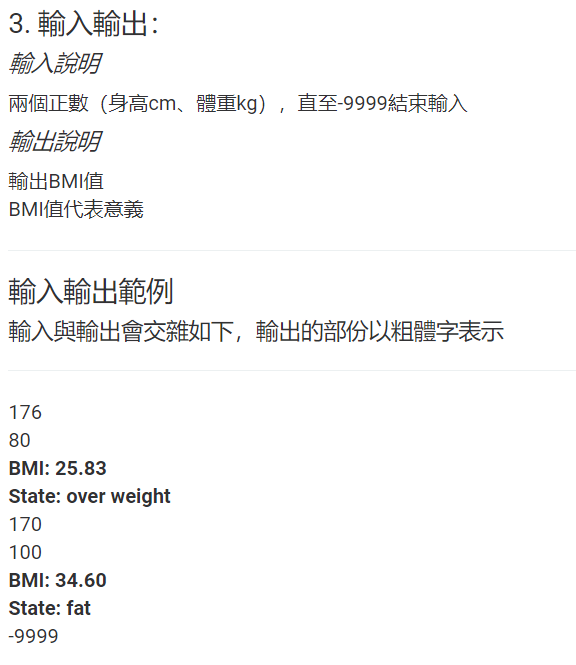 3. 輸入輸出：
輸入說明
兩個正數（身高cm、體重kg），直至-9999結束輸入
輸出說明
輸出BMI值
BMI值代表意義
輸入輸出範例
輸入與輸出會交雜如下，輸出的部份以粗體字表示
176
80
BMI: 25.83
State: over weight
170
100
BMI: 34.60
State: fat
-9999